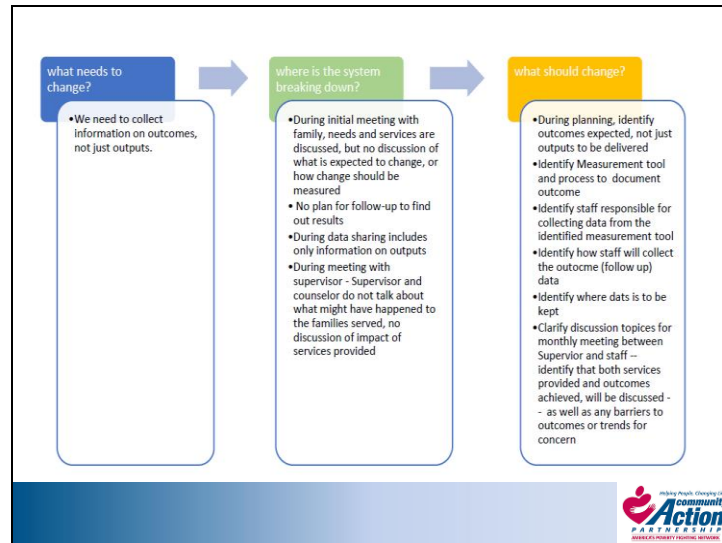 what needs to
change?
•We need to collect
information on outcomes,
not just outputs.
where is the system
breaking down?
•During initial meeting with
family, needs and services are
discussed, but no discussion of
what is expected to change, or
how change should be
measured
• No plan for follow-up to find
out results
•During data sharing includes
only information on outputs
•During meeting with
supervisor - Supervisor and
counselor do not talk about
what might have happened to
the families served, no
discussion of impact of
services provided
what should change?
•During planning, identify
outcomes expected, not just
outputs to be delivered
•Identify Measurement tool
and process to document
outcome
•Identify staff responsible for
collecting data from the
identified measurement tool
•Identify how staff will collect
the outocme (follow up)
data
•Identify where dats is to be
kept
•Clarify discussion topices for
monthly meeting between
Supervior and staff --
identify that both services
provided and outcomes
achieved, will be discussed -
- as well as any barriers to
outcomes or trends for
concern
Helping People. Changing
community
Action
PARTNERSHIP
AMERICA'S POVERTY FIGHTING NETWORK